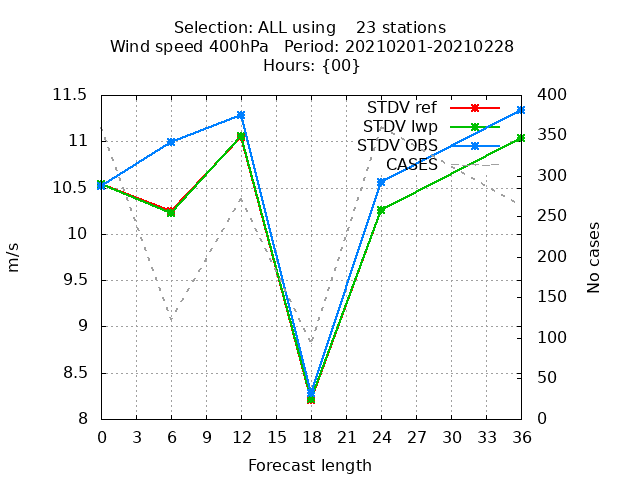 Selection: ALL using    23 stations
Wind speed 400hPa   Period: 20210201-20210228
Hours: {00}
11.5
11
10.5
10
9.5
9
8.5
8
m/s
400
350
300
250
200
150
100
50
0
No cases
STDV ref
STDV lwp
STDV OBS
CASES
0 3 6 9 12 15 18 21 24 27 30 33 36
Forecast length